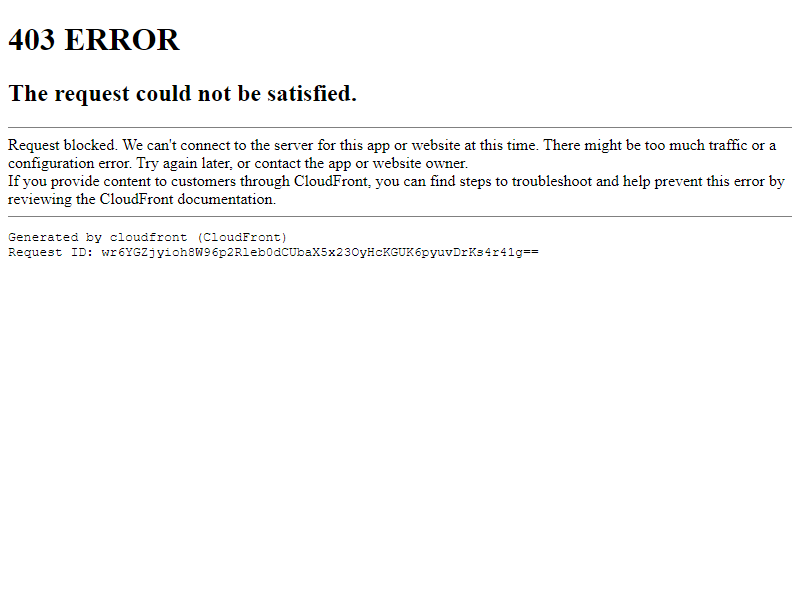 403 ERROR
The request could not be satisfied.
Request blocked. We can't connect to the server for this app or website at this time. There might be too much traffic or a
configuration error. Try again later, or contact the app or website owner.
If you provide content to customers through CloudFront, you can find steps to troubleshoot and help prevent this error by
reviewing the CloudFront documentation.
Generated by cloudfront (CloudFront)
Request ID: wr6YGZjyioh8W96p2Rleb0dCUbaX5x23OyHcKGUK6pyuvDrKs4r41g==